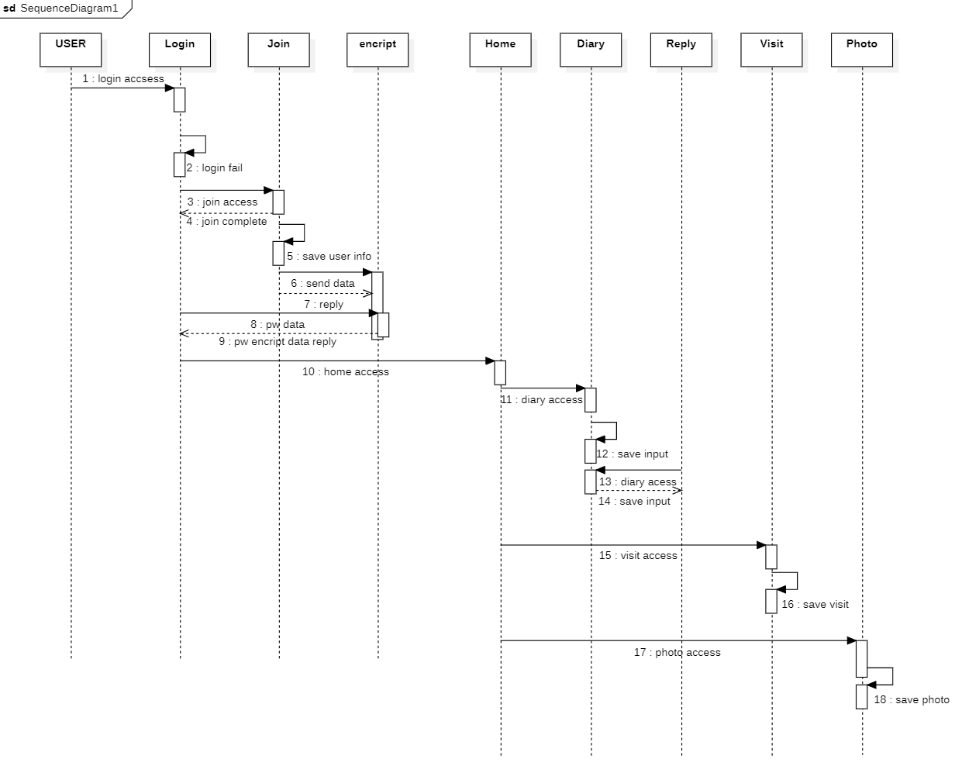 sd SequenceDiagram1
USER Login Join encript Home Diary Reply Visit Photo
1 : login accsess
2 : login fail
3 : join access
4 : join complete
5 : save user info
6 : send data
7 : reply
8 : pw data
9 : pw encript data reply
10 : home access
11 : diary access
12 : save input
13 : diary acess
14 : save input
15 : visit access
16 : save visit
17 : photo access
18 : save photo